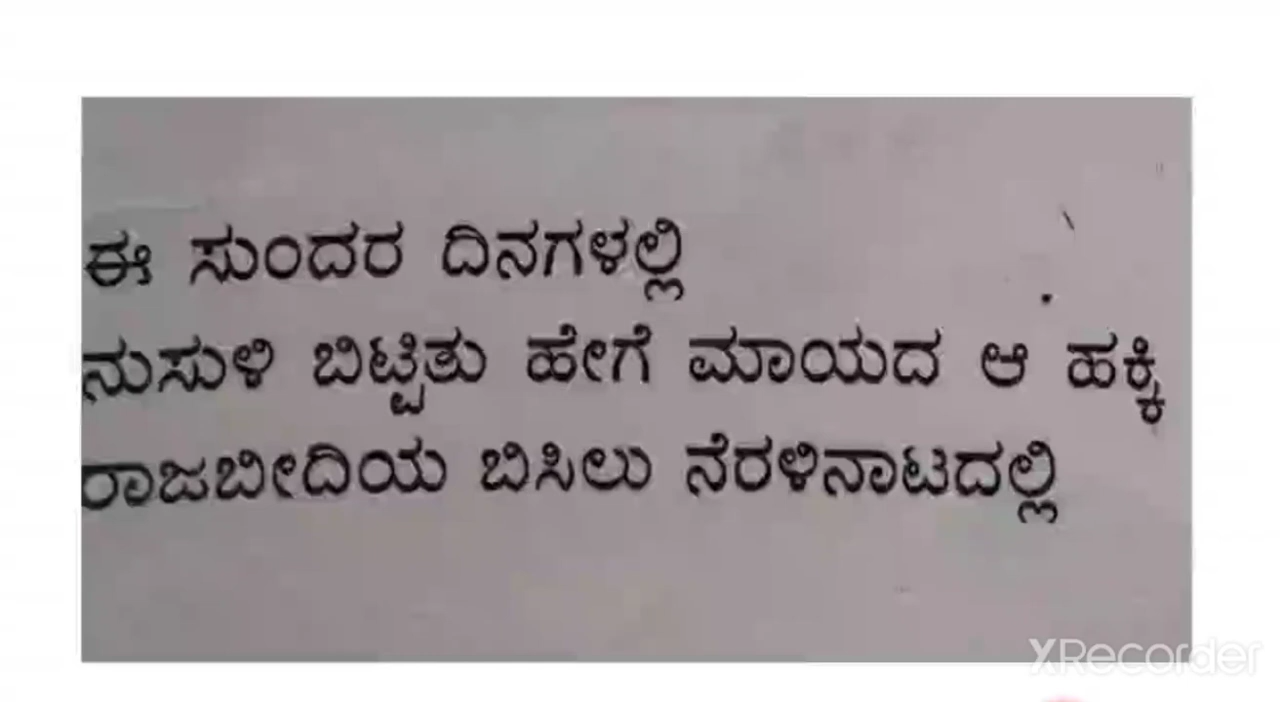 ಈ ಸುಂದರ ದಿನಗಳಲ್ಲಿ
ನುಸುಳಿ ಬಿಟ್ಟಿತು ಹೇಗೆ ಮಾಯದ ಆ ಹಕ್ಕಿ
ರಾಜಬೀದಿಯ ಬಿಸಿಲು ನೆರಳಿನಾಟದಲ್ಲಿ
XRecorder